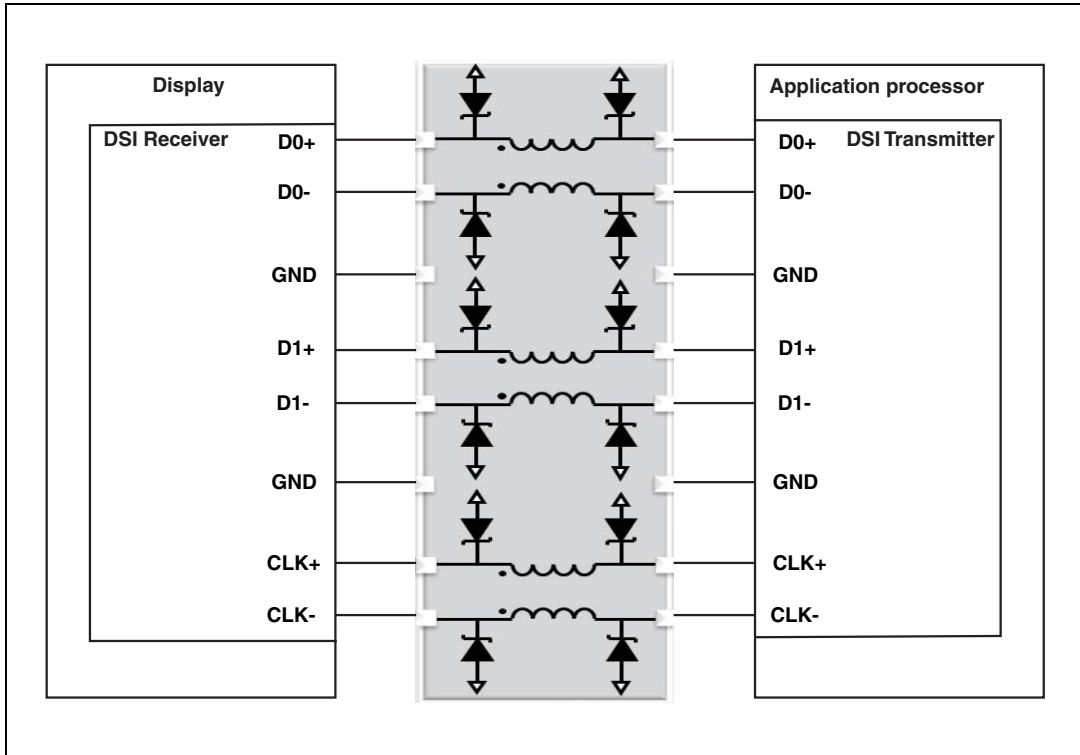 Display
DSI Receiver
D0+
D0-
GND
D1+
D1-
GND
CLK+
CLK-
Application processor
DSI Transmitter
D0+
D0-
GND
D1+
D1-
GND
CLK+
CLK-